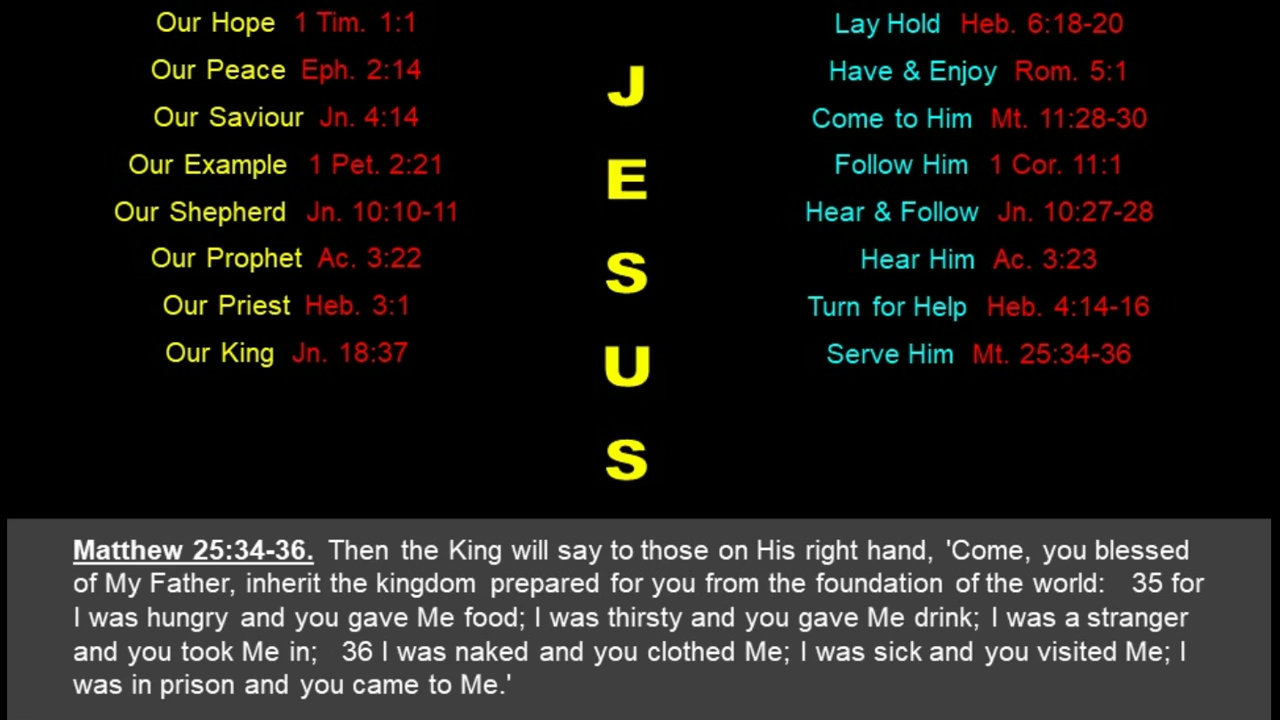 Our Hope 1 Tim. 1:1
Our Peace Eph. 2:14
Our Saviour Jn. 4:14
Our Example 1 Pet. 2:21
Our Shepherd Jn. 10:10-11
Our Prophet Ac. 3:22
Our Priest Heb. 3:1
Our King Jn. 18:37
J
E
S
U
S
Lay Hold Heb. 6:18-20
Have & Enjoy Rom. 5:1
Come to Him Mt. 11:28-30
Follow Him 1 Cor. 11:1
Hear & Follow Jn. 10:27-28
Hear Him Ac. 3:23
Turn for Help Heb. 4:14-16
Serve Him Mt. 25:34-36
Matthew 25:34-36. Then the King will say to those on His right hand, 'Come, you blessed
of My Father, inherit the kingdom prepared for you from the foundation of the world: 35 for
I was hungry and you gave Me food; I was thirsty and you gave Me drink; I was a stranger
and you took Me in; 36 I was naked and you clothed Me; I was sick and you visited Me; I
was in prison and you came to Me.'